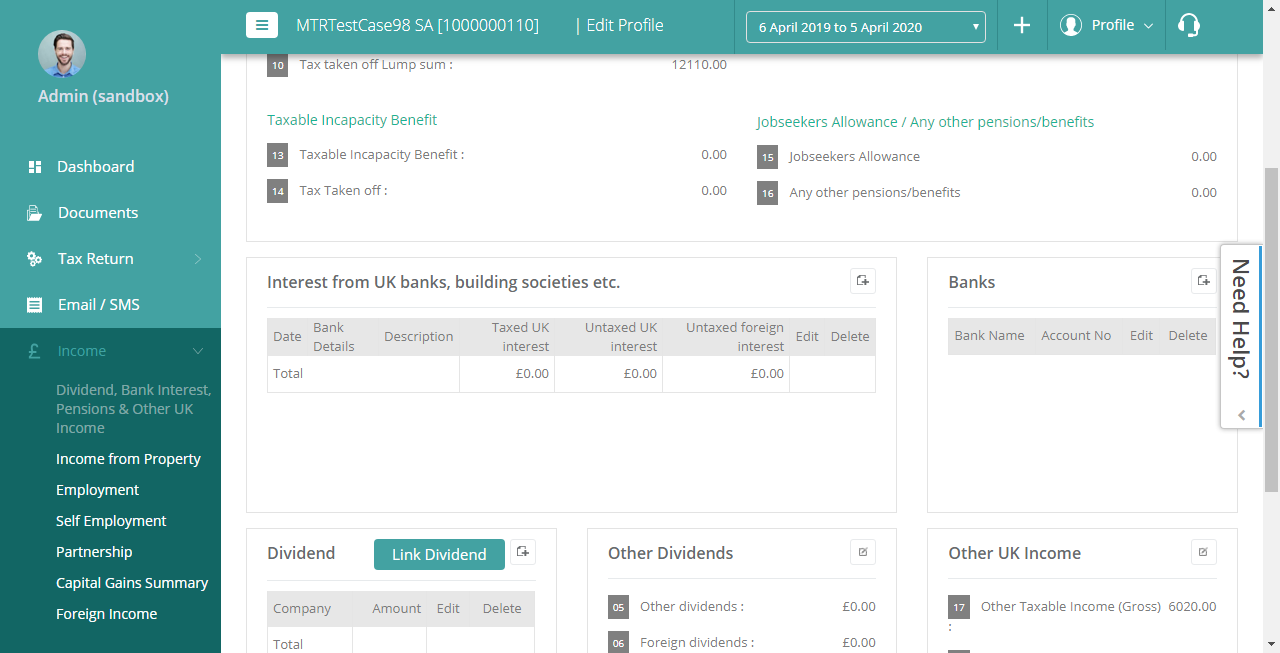 MTRTestCase98 SA [1000000110] | Edit Profile
6 April 2019 to 5 April 2020
Profile
Admin (sandbox)
Dashboard
Documents
Tax Return
Email / SMS
Income
Dividend, Bank Interest,
Pensions & Other UK
Income
Income from Property
Employment
Self Employment
Partnership
Capital Gains Summary
Foreign Income
10 Tax taken off Lump sum : 12110.00
Taxable Incapacity Benefit
13 Taxable Incapacity Benefit : 0.00
14 Tax Taken off : 0.00
Jobseekers Allowance / Any other pensions/benefits
15 Jobseekers Allowance 0.00
16 Any other pensions/benefits 0.00
Interest from UK banks, building societies etc.
Date Bank Details Description Taxed UK interest Untaxed UK interest Untaxed foreign interest Edit Delete
Total £0.00 £0.00 £0.00
Banks
Bank Name Account No Edit Delete
Need Help?
Dividend Link Dividend
Company Amount Edit Delete
Total
Other Dividends
05 Other dividends : £0.00
06 Foreign dividends : £0.00
Other UK Income
17 Other Taxable Income (Gross) 6020.00
: